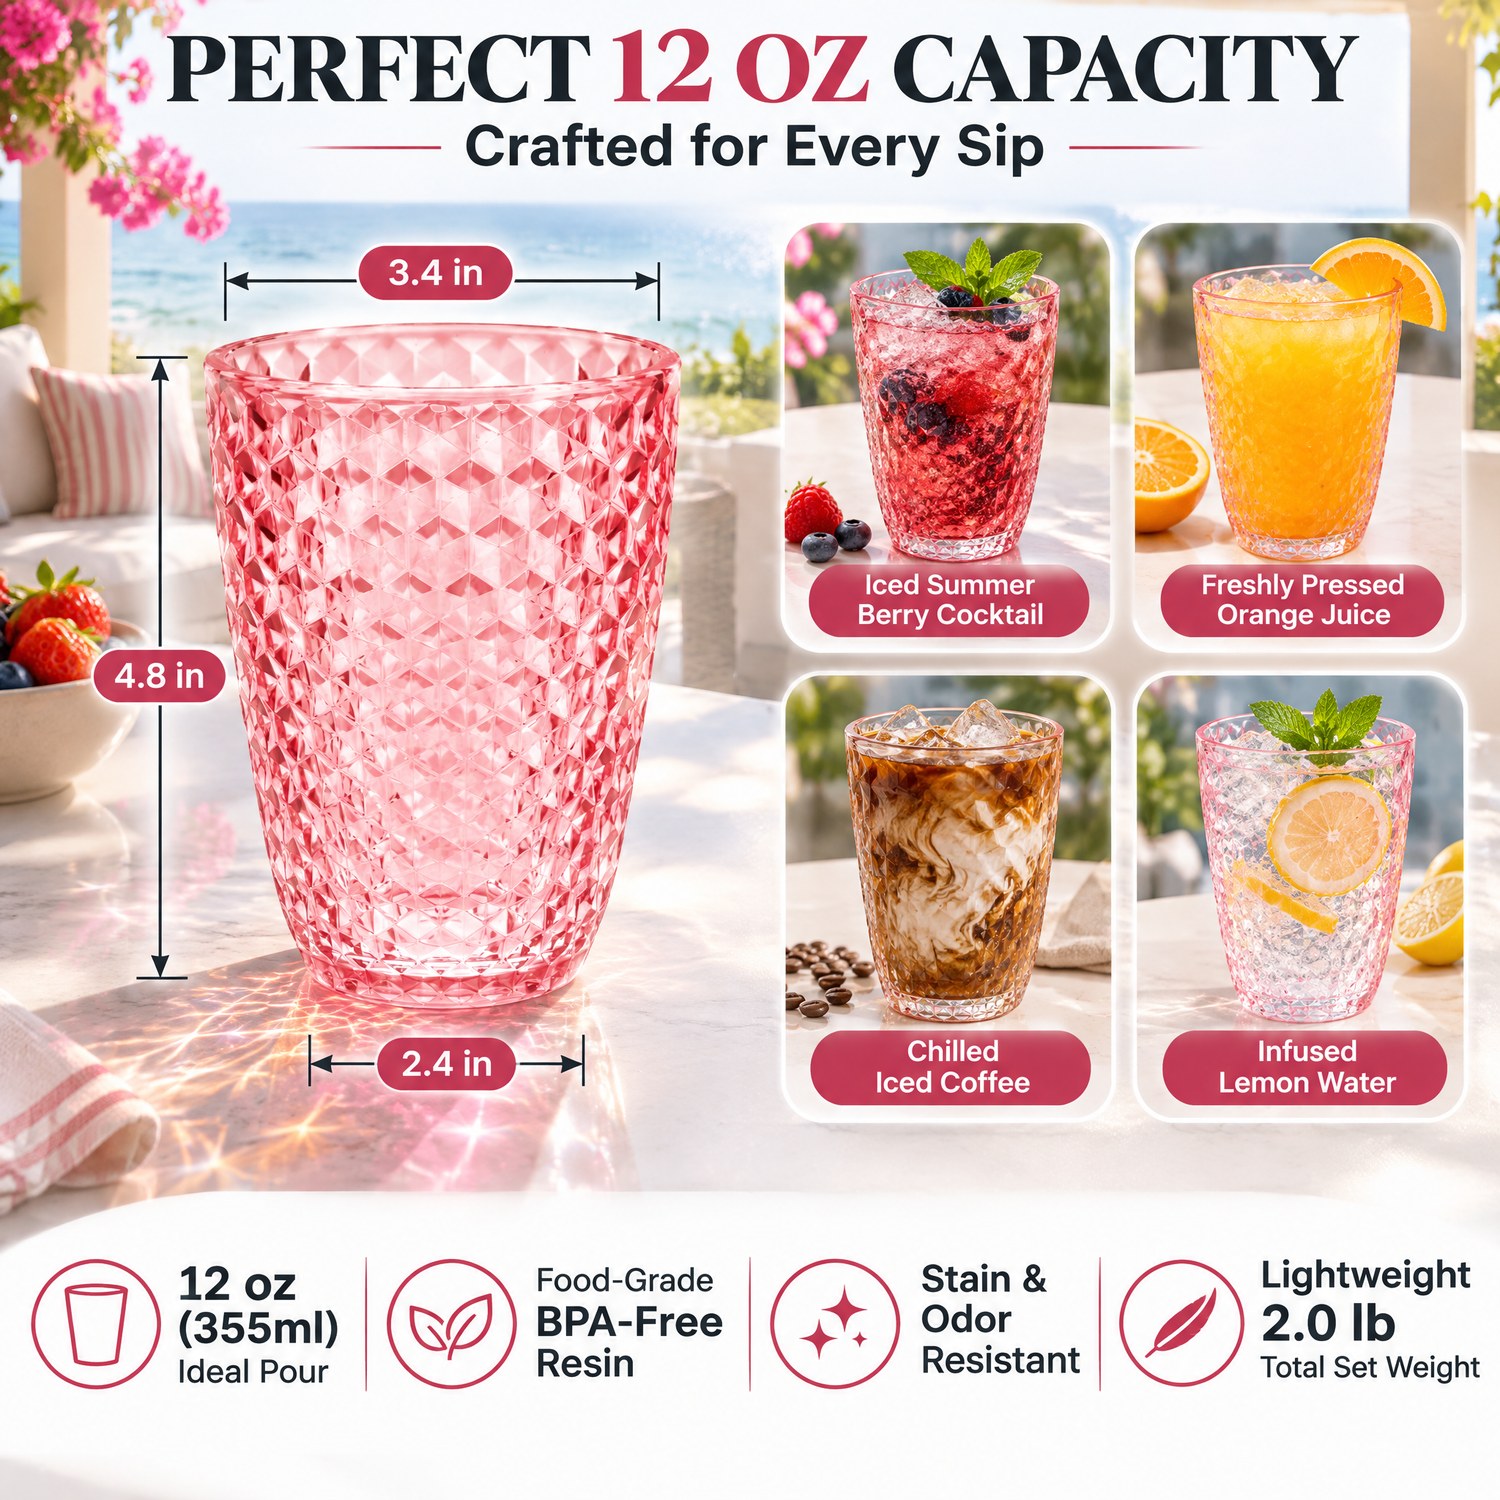 PERFECT 12 OZ CAPACITY
Crafted for Every Sip
3.4 in
4.8 in
2.4 in
Iced Summer
Berry Cocktail
Freshly Pressed
Orange Juice
Chilled
Iced Coffee
Infused
Lemon Water
12 oz
(355ml)
Ideal Pour
Food-Grade
BPA-Free
Resin
Stain &
Odor
Resistant
Lightweight
2.0 lb
Total Set Weight